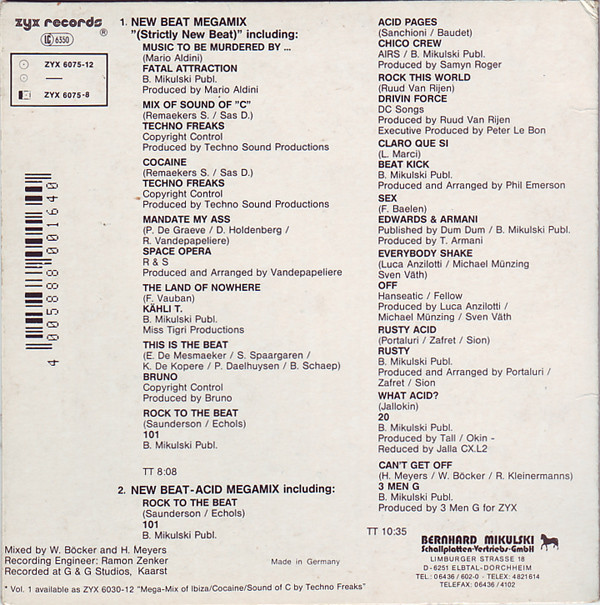 zyx records
®
LC 6350
ZYX 6075-12
ZYX 6075-8
4 005880 001640
1. NEW BEAT MEGAMIX
"(Strictly New Beat)" including:
MUSIC TO BE MURDERED BY ...
(Mario Aldini)
FATAL ATTRACTION
B. Mikulski Publ.
Produced by Mario Aldini
MIX OF SOUND OF "C"
(Remaekers S. / Sas D.)
TECHNO FREAKS
Copyright Control
Produced by Techno Sound Productions
COCAINE
(Remaekers S. / Sas D.)
TECHNO FREAKS
Copyright Control
Produced by Techno Sound Productions
MANDATE MY ASS
(P. De Graeve / D. Holdenberg /
R. Vandepapeliere)
SPACE OPERA
R & S
Produced and Arranged by Vandepapeliere
THE LAND OF NOWHERE
(F. Vauban)
KÄHLI T.
B. Mikulski Publ.
Miss Tigri Productions
THIS IS THE BEAT
(E. De Mesmaeker / S. Spaargaren /
K. De Kopere / P. Daelhuysen / B. Schaep)
BRUNO
Copyright Control
Produced by Bruno
ROCK TO THE BEAT
(Saunderson / Echols)
101
B. Mikulski Publ.
TT 8:08
2. NEW BEAT-ACID MEGAMIX including:
ROCK TO THE BEAT
(Saunderson / Echols)
101
B. Mikulski Publ.
ACID PAGES
(Sanchioni / Baudet)
CHICO CREW
AIRS / B. Mikulski Publ.
Produced by Samyn Roger
ROCK THIS WORLD
(Ruud Van Rijen)
DRIVIN FORCE
DC Songs
Produced by Ruud Van Rijen
Executive Produced by Peter Le Bon
CLARO QUE SI
(L. Marci)
BEAT KICK
B. Mikulski Publ.
Produced and Arranged by Phil Emerson
SEX
(F. Baelen)
EDWARDS & ARMANI
Published by Dum Dum / B. Mikulski Publ.
Produced by T. Armani
EVERYBODY SHAKE
(Luca Anzilotti / Michael Münzing
Sven Väth)
OFF
Hanseatic / Fellow
Produced by Luca Anzilotti /
Michael Münzing / Sven Väth
RUSTY ACID
(Portaluri / Zafret / Sion)
RUSTY
B. Mikulski Publ.
Produced and Arranged by Portaluri /
Zafret / Sion
WHAT ACID?
(Jallokin)
20
B. Mikulski Publ.
Produced by Tall / Okin -
Reduced by Jalla CX.L2
CAN'T GET OFF
(H. Meyers / W. Böcker / R. Kleinermanns)
3 MEN G
B. Mikulski Publ.
Produced by 3 Men G for ZYX
TT 10:35
Mixed by W. Böcker and H. Meyers
Recording Engineer: Ramon Zenker
Recorded at G & G Studios, Kaarst
Made in Germany
BERNHARD MIKULSKI
Schallplatten-Vertriebs-GmbH
LIMBURGER STRASSE 18
D-6251 ELBTAL-DORCHHEIM
TEL.: 06436 / 602-0 · TELEX: 4821614
TELEFAX: 06436 / 4102
* Vol. 1 available as ZYX 6030-12 "Mega-Mix of Ibiza/Cocaine/Sound of C by Techno Freaks"